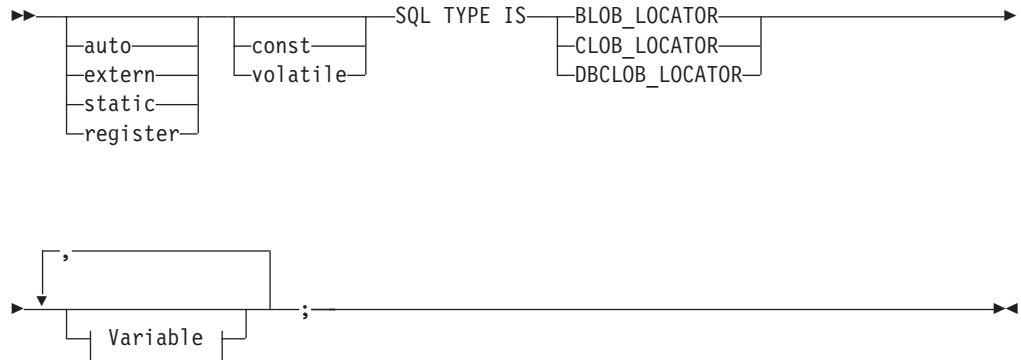 SQL TYPE IS BLOB_LOCATOR
auto const CLOB_LOCATOR
extern volatile DBCLOB_LOCATOR
static
register
,
;
Variable